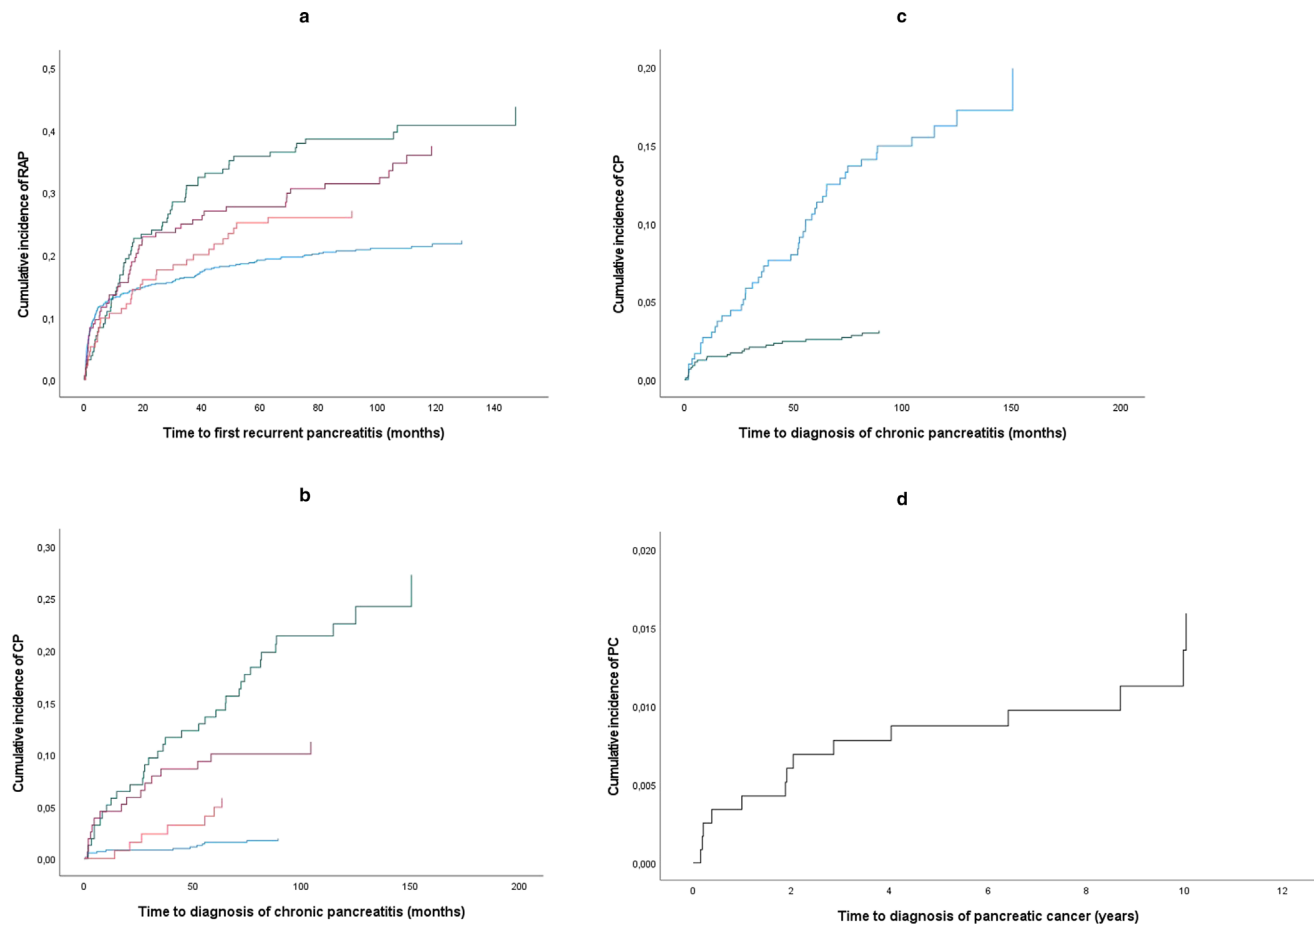 a
0,5
0,4
0,3
0,2
0,1
0,0
Cumulative incidence of RAP
0 20 40 60 80 100 120 140
Time to first recurrent pancreatitis (months)
c
0,20
0,15
0,10
0,05
0,00
Cumulative incidence of CP
0 50 100 150 200
Time to diagnosis of chronic pancreatitis (months)
b
0,30
0,25
0,20
0,15
0,10
0,05
0,00
Cumulative incidence of CP
0 50 100 150 200
Time to diagnosis of chronic pancreatitis (months)
d
0,020
0,015
0,010
0,005
0,000
Cumulative incidence of PC
0 2 4 6 8 10 12
Time to diagnosis of pancreatic cancer (years)